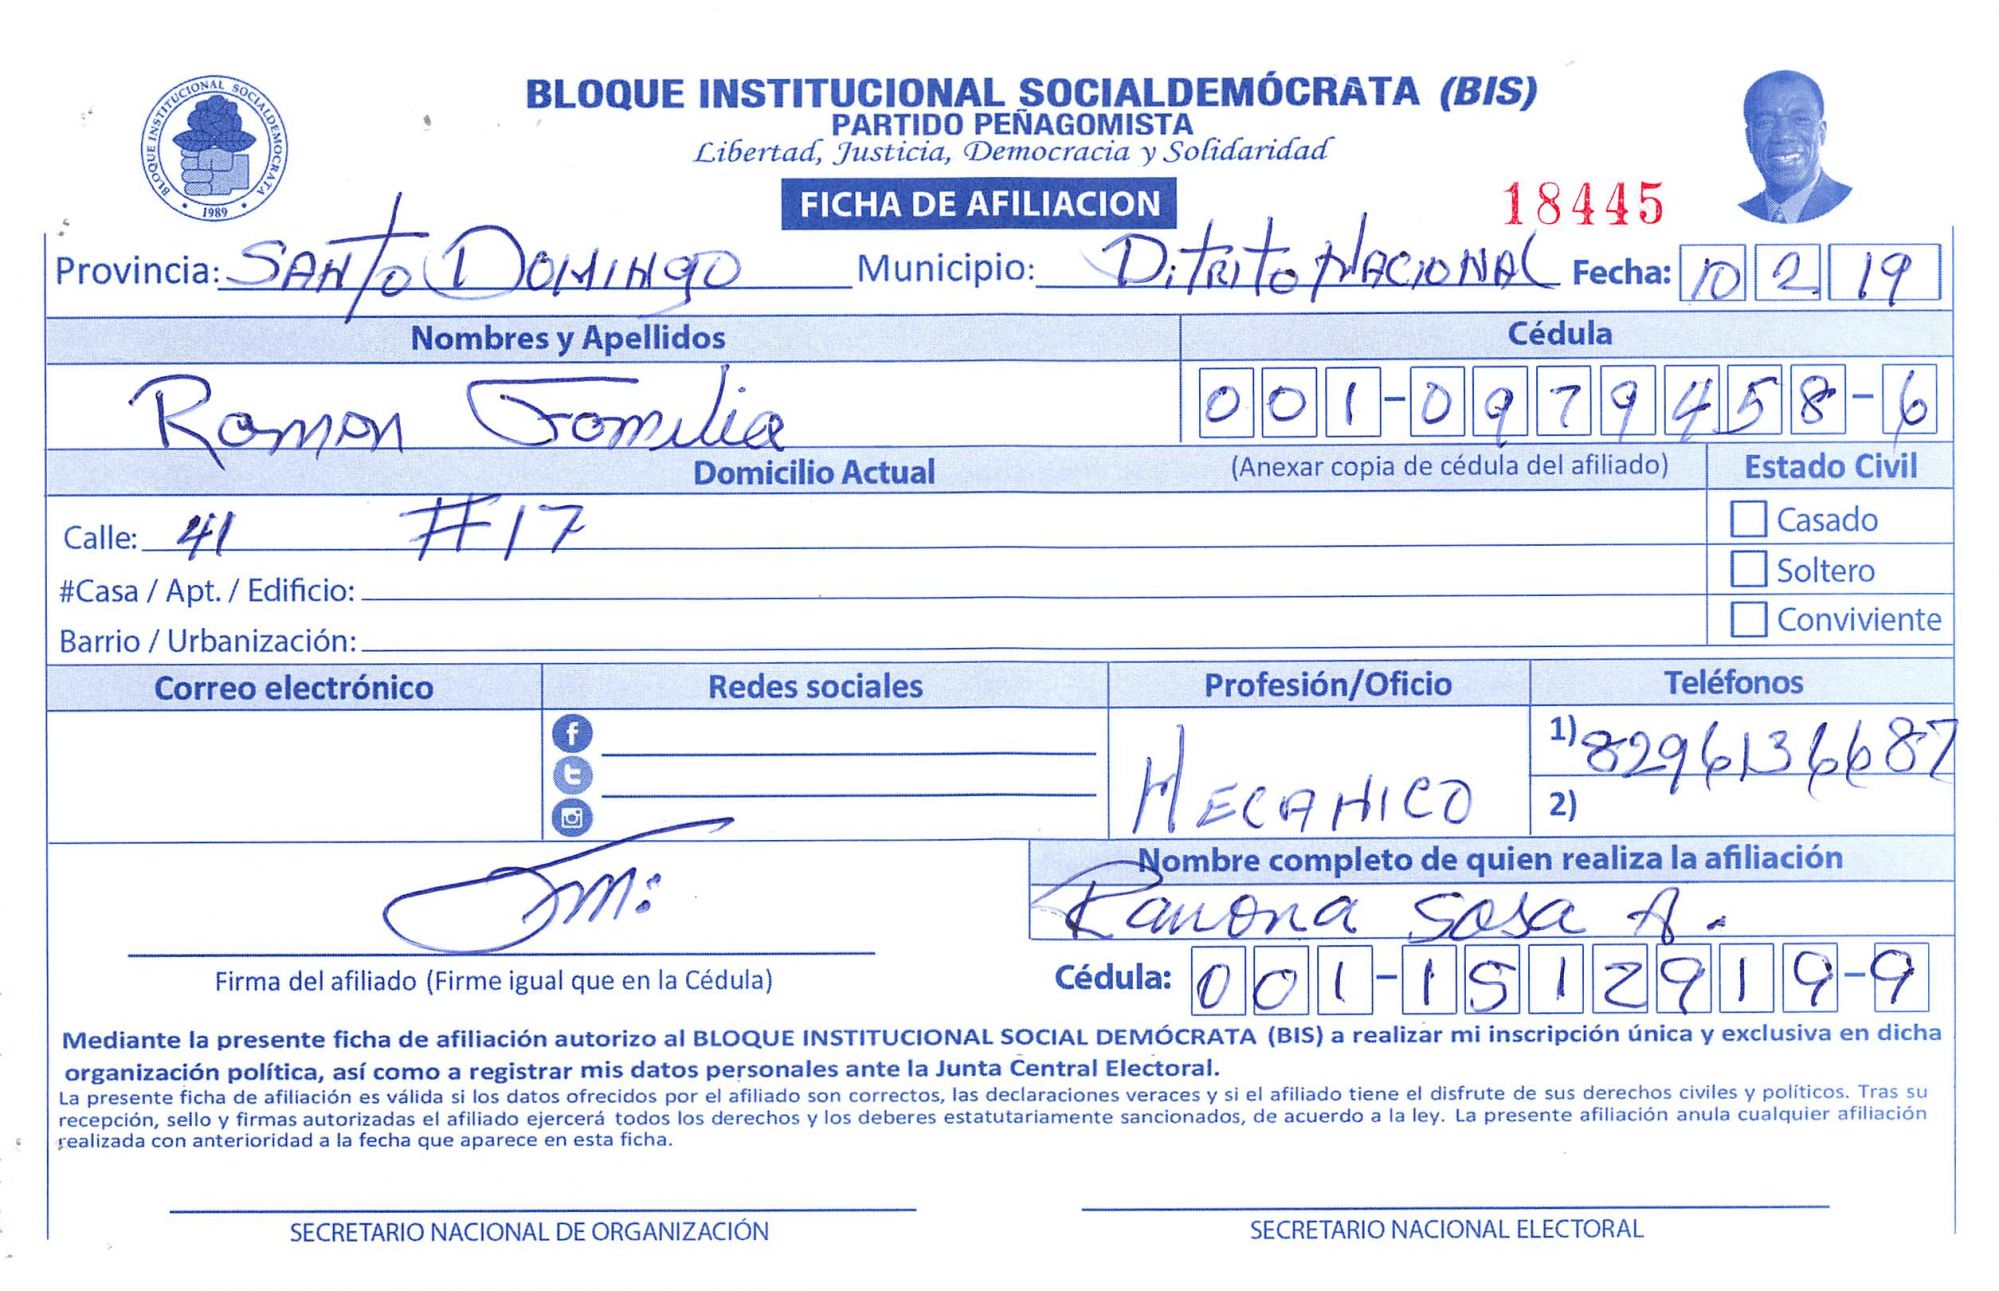 BLOQUE INSTITUCIONAL SOCIALDEMOCRATA
1989
BLOQUE INSTITUCIONAL SOCIALDEMÓCRATA (BIS)
PARTIDO PEÑAGOMISTA
Libertad, Justicia, Democracia y Solidaridad
FICHA DE AFILIACION
18445
Provincia: SANTO DOMINGO Municipio: DiTRiTo NACIONAL Fecha: 10 2 19
Nombres y Apellidos Cédula
Ramon Familia 001-0979458-6
Domicilio Actual (Anexar copia de cédula del afiliado) Estado Civil
Calle: 41 #17 Casado
#Casa / Apt. / Edificio: Soltero
Barrio / Urbanización: Conviviente
Correo electrónico Redes sociales Profesión/Oficio Teléfonos
MECANICO 1) 8296136687
2)
Nombre completo de quien realiza la afiliación
Ramona Sosa A.
Firma del afiliado (Firme igual que en la Cédula) Cédula: 001-1512919-9
Mediante la presente ficha de afiliación autorizo al BLOQUE INSTITUCIONAL SOCIAL DEMÓCRATA (BIS) a realizar mi inscripción única y exclusiva en dicha
organización política, así como a registrar mis datos personales ante la Junta Central Electoral.
La presente ficha de afiliación es válida si los datos ofrecidos por el afiliado son correctos, las declaraciones veraces y si el afiliado tiene el disfrute de sus derechos civiles y políticos. Tras su
recepción, sello y firmas autorizadas el afiliado ejercerá todos los derechos y los deberes estatutariamente sancionados, de acuerdo a la ley. La presente afiliación anula cualquier afiliación
realizada con anterioridad a la fecha que aparece en esta ficha.
SECRETARIO NACIONAL DE ORGANIZACIÓN SECRETARIO NACIONAL ELECTORAL